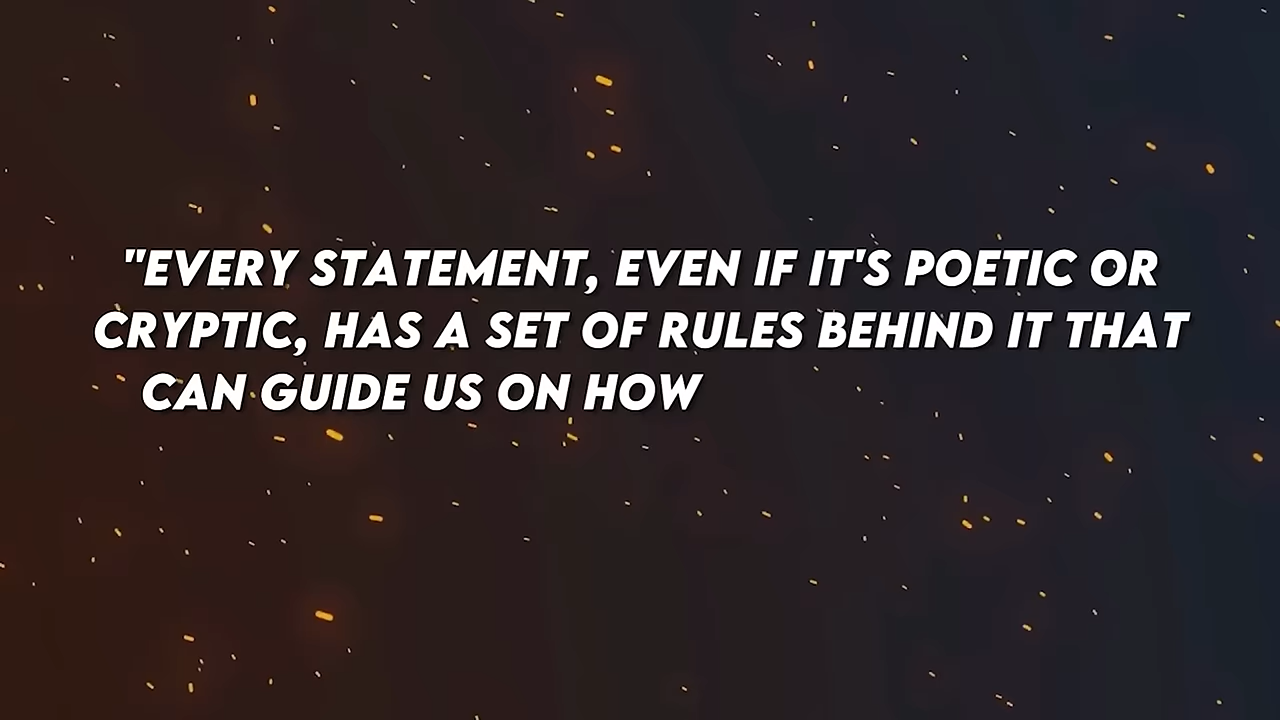 "EVERY STATEMENT, EVEN IF IT'S POETIC OR
CRYPTIC, HAS A SET OF RULES BEHIND IT THAT
CAN GUIDE US ON HOW